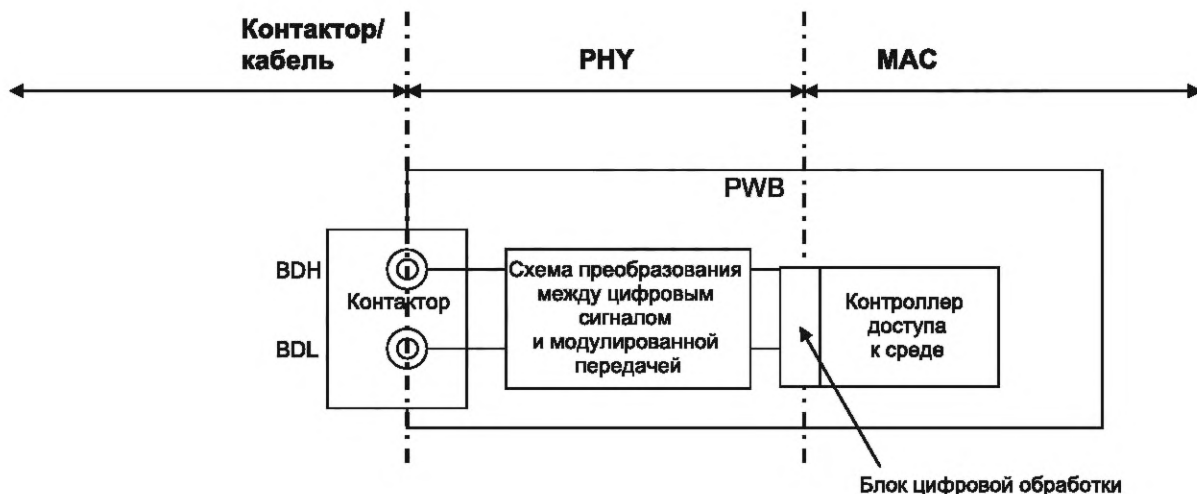 Контактор/
кабель
PHY
MAC
PWB
BDH
Контактор
BDL
Схема преобразования
между цифровым
сигналом
и модулированной
передачей
Контроллер
доступа
к среде
Блок цифровой обработки